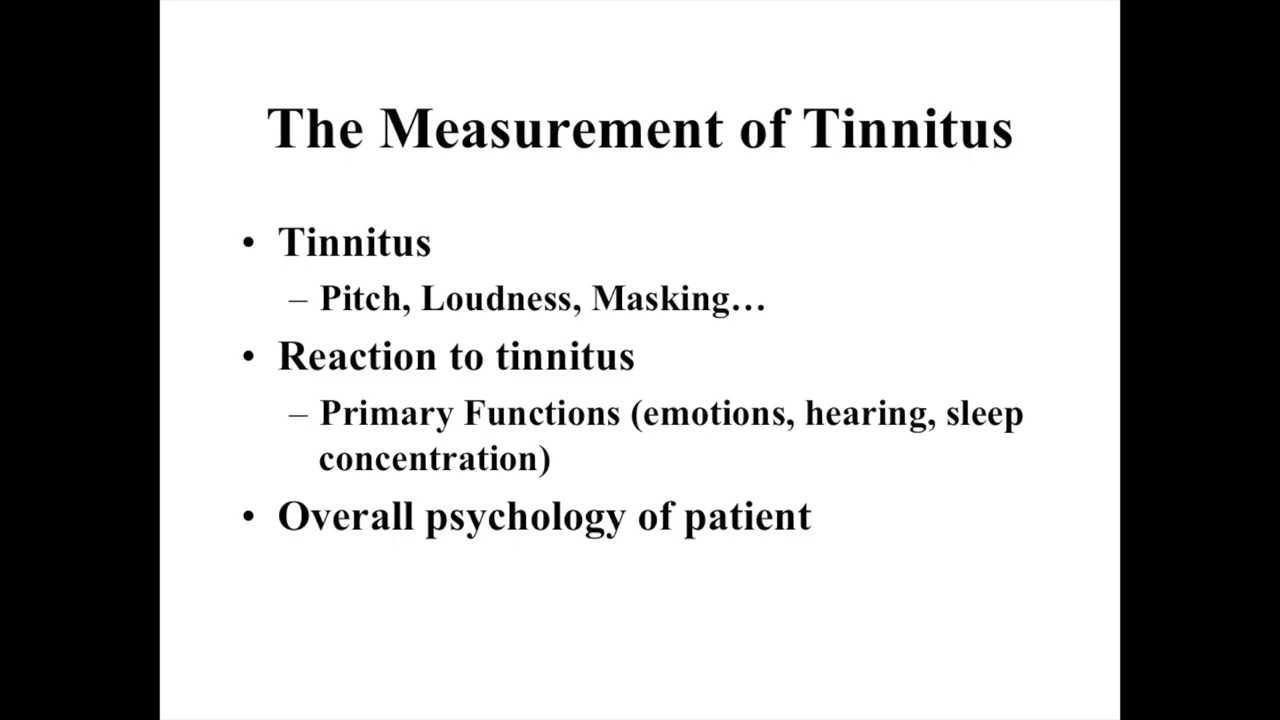 The Measurement of Tinnitus
• Tinnitus
– Pitch, Loudness, Masking…
• Reaction to tinnitus
– Primary Functions (emotions, hearing, sleep
concentration)
• Overall psychology of patient